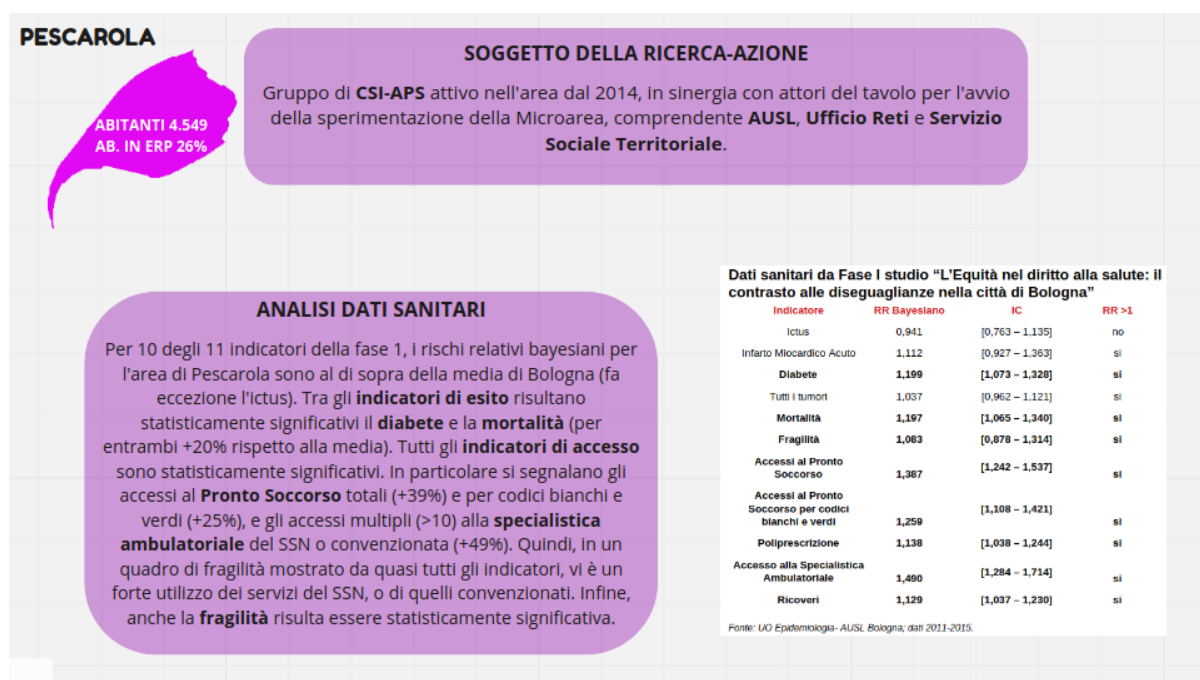 PESCAROLA
ABITANTI 4.549
AB. IN ERP 26%
SOGGETTO DELLA RICERCA-AZIONE
Gruppo di CSI-APS attivo nell'area dal 2014, in sinergia con attori del tavolo per l'avvio
della sperimentazione della Microarea, comprendente AUSL, Ufficio Reti e Servizio
Sociale Territoriale.
ANALISI DATI SANITARI
Per 10 degli 11 indicatori della fase 1, i rischi relativi bayesiani per
l'area di Pescarola sono al di sopra della media di Bologna (fa
eccezione l'ictus). Tra gli indicatori di esito risultano
statisticamente significativi il diabete e la mortalità (per
entrambi +20% rispetto alla media). Tutti gli indicatori di accesso
sono statisticamente significativi. In particolare si segnalano gli
accessi al Pronto Soccorso totali (+39%) e per codici bianchi e
verdi (+25%), e gli accessi multipli (>10) alla specialistica
ambulatoriale del SSN o convenzionata (+49%). Quindi, in un
quadro di fragilità mostrato da quasi tutti gli indicatori, vi è un
forte utilizzo dei servizi del SSN, o di quelli convenzionati. Infine,
anche la fragilità risulta essere statisticamente significativa.
Dati sanitari da Fase I studio “L’Equità nel diritto alla salute: il
contrasto alle diseguaglianze nella città di Bologna”
Indicatore RR Bayesiano IC RR >1
Ictus 0,941 [0,763 – 1,135] no
Infarto Miocardico Acuto 1,112 [0,927 – 1,363] si
Diabete 1,199 [1,073 – 1,328] si
Tutti i tumori 1,037 [0,962 – 1,121] si
Mortalità 1,197 [1,065 – 1,340] si
Fragilità 1,083 [0,878 – 1,314] si
Accessi al Pronto
Soccorso 1,387 [1,242 – 1,537] si
Accessi al Pronto
Soccorso per codici
bianchi e verdi 1,259 [1,108 – 1,421] si
Poliprescrizione 1,138 [1,038 – 1,244] si
Accesso alla Specialistica
Ambulatoriale 1,490 [1,284 – 1,714] si
Ricoveri 1,129 [1,037 – 1,230] si
Fonte: UO Epidemiologia- AUSL Bologna; dati 2011-2015.